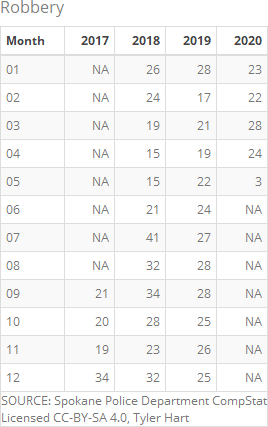 Robbery
Month 2017 2018 2019 2020
01 NA 26 28 23
02 NA 24 17 22
03 NA 19 21 28
04 NA 15 19 24
05 NA 15 22 3
06 NA 21 24 NA
07 NA 41 27 NA
08 NA 32 28 NA
09 21 34 28 NA
10 20 28 25 NA
11 19 23 26 NA
12 34 32 25 NA
SOURCE: Spokane Police Department CompStat
Licensed CC-BY-SA 4.0, Tyler Hart